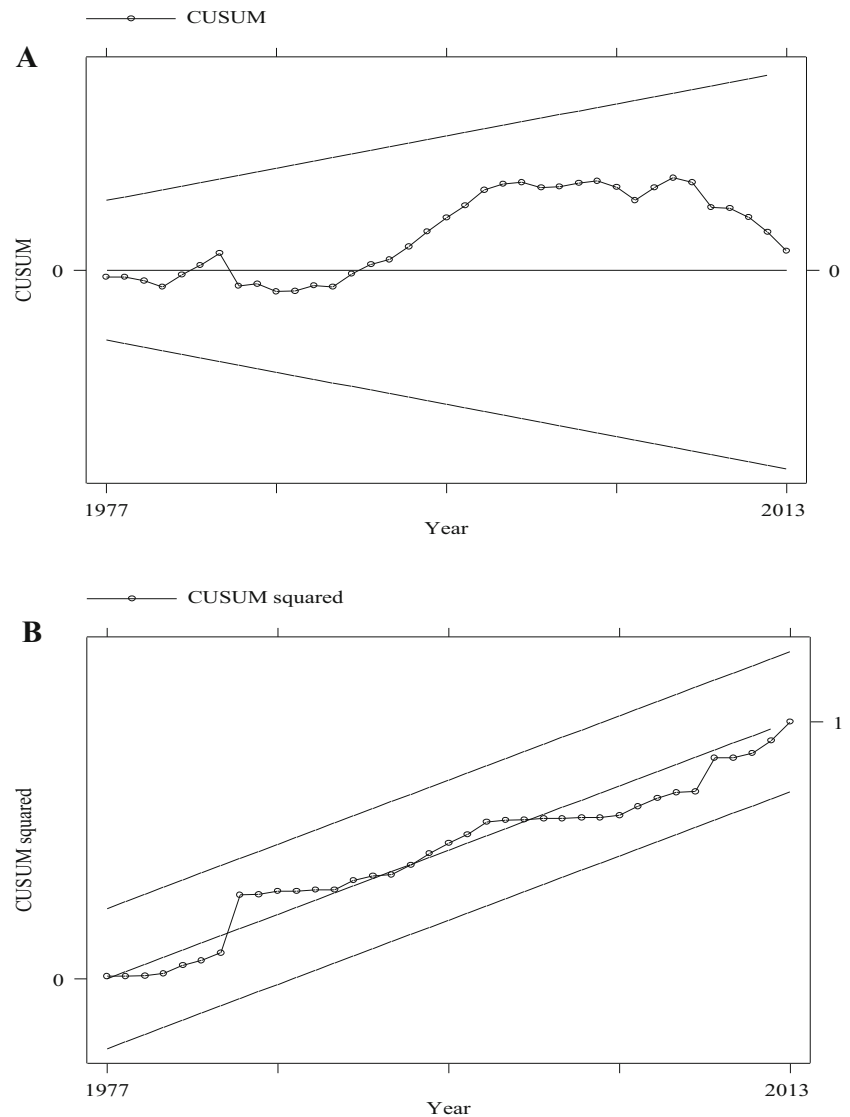 CUSUM
A
CUSUM
0
0
1977
2013
Year
CUSUM squared
B
CUSUM squared
1
0
1977
2013
Year